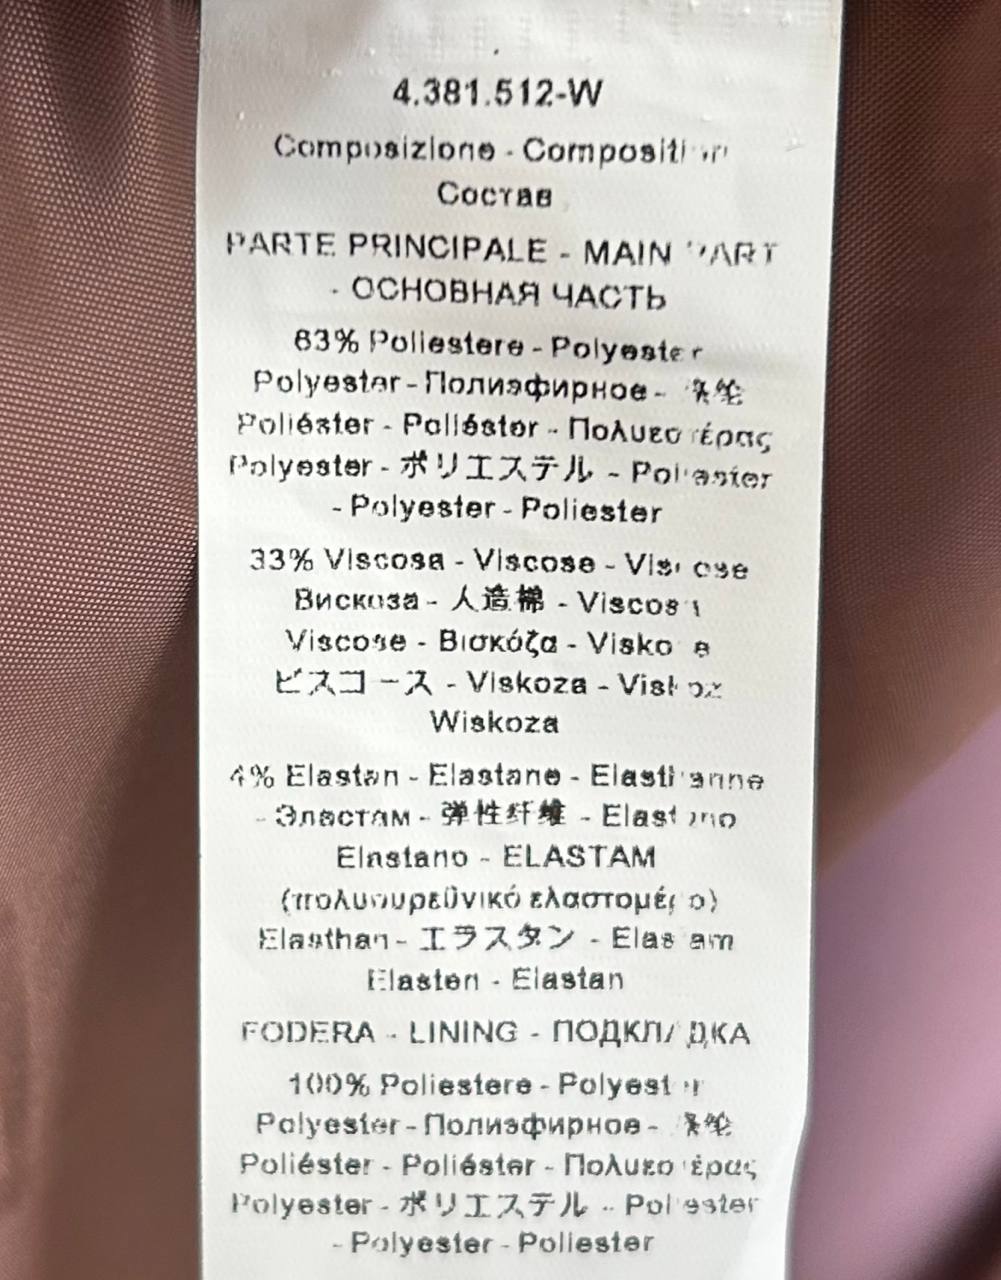 4.381.512-W
Composizione - Composition
Состав
PARTE PRINCIPALE - MAIN PART
- ОСНОВНАЯ ЧАСТЬ
63% Poliestere - Polyester
Polyester - Полиэфирное - 涤纶
Poliéster - Poliéster - Πολυεστέρας
Polyester - ポリエステル - Poliester
- Polyester - Poliester
33% Viscosa - Viscose - Viscose
Вискоза - 人造棉 - Viscosa
Viscose - Βισκόζα - Viskose
ビスコース - Viskoza - Viskoz
Wiskoza
4% Elastan - Elastane - Elasthanne
- Эластам - 弹性纤维 - Elastano
Elastano - ELASTAM
(πολυουρεθνικό ελαστομέρο)
Elasthan - エラスタン - Elastam
Elasten - Elastan
FODERA - LINING - ПОДКЛАДКА
100% Poliestere - Polyester
Polyester - Полиэфирное - 涤纶
Poliéster - Poliéster - Πολυεστέρας
Polyester - ポリエステル - Poliester
- Polyester - Poliester